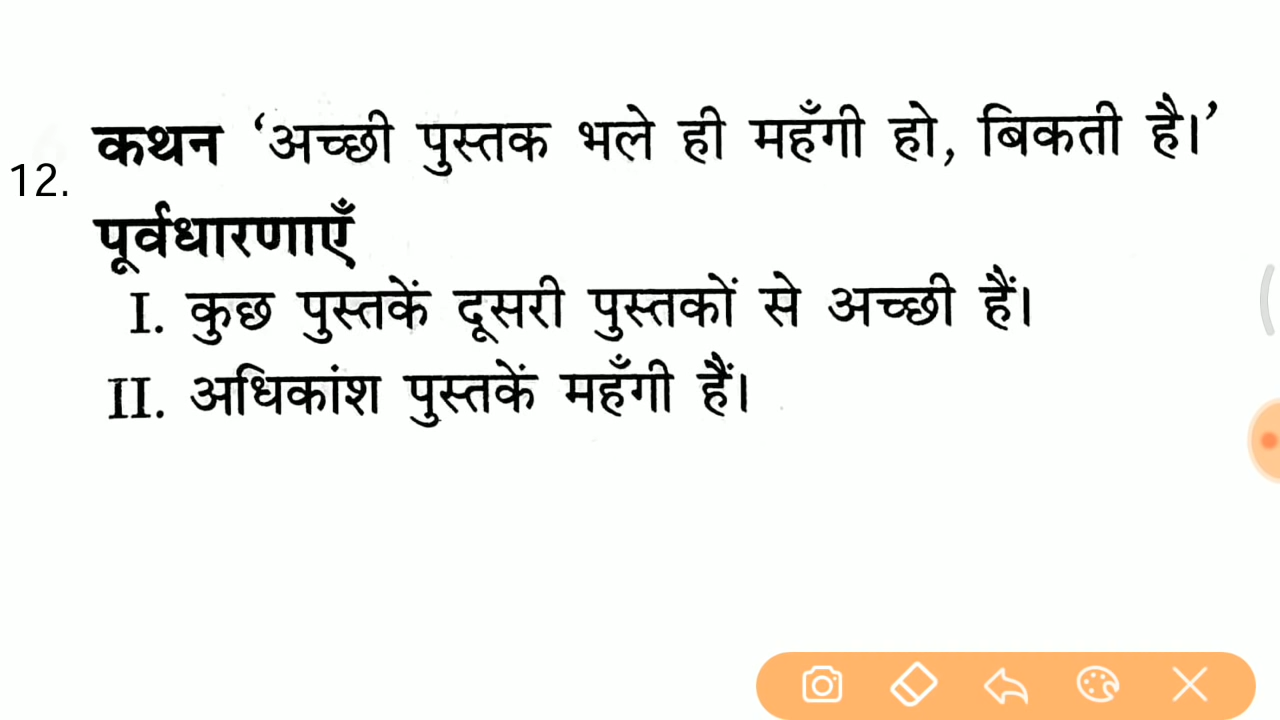 12. कथन ‘अच्छी पुस्तक भले ही महँगी हो, बिकती है।’
पूर्वधारणाएँ
I. कुछ पुस्तकें दूसरी पुस्तकों से अच्छी हैं।
II. अधिकांश पुस्तकें महँगी हैं।